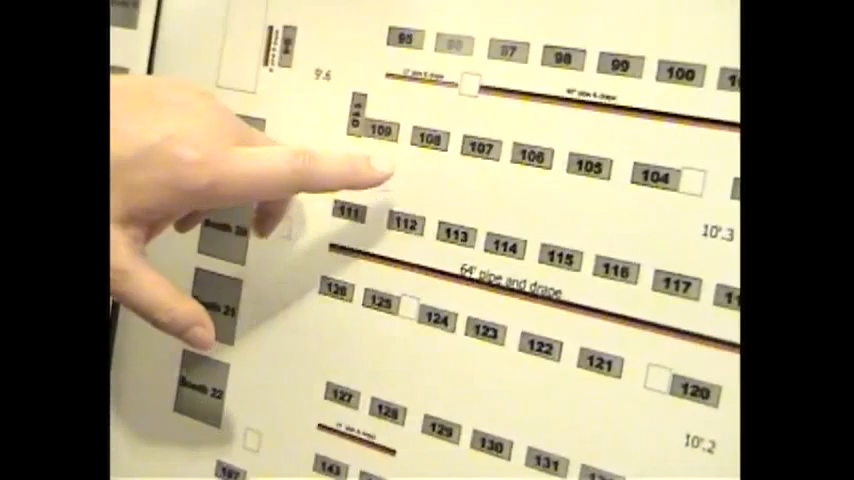 95 96 97 98 99 100
9.6
110
109 108 107 106 105 104
10'.3
111 112 113 114 115 116 117
64' pipe and drape
126 125 124 123 122 121 120
Booth 21
Booth 22
10'.2
127 128 129 130 131
143